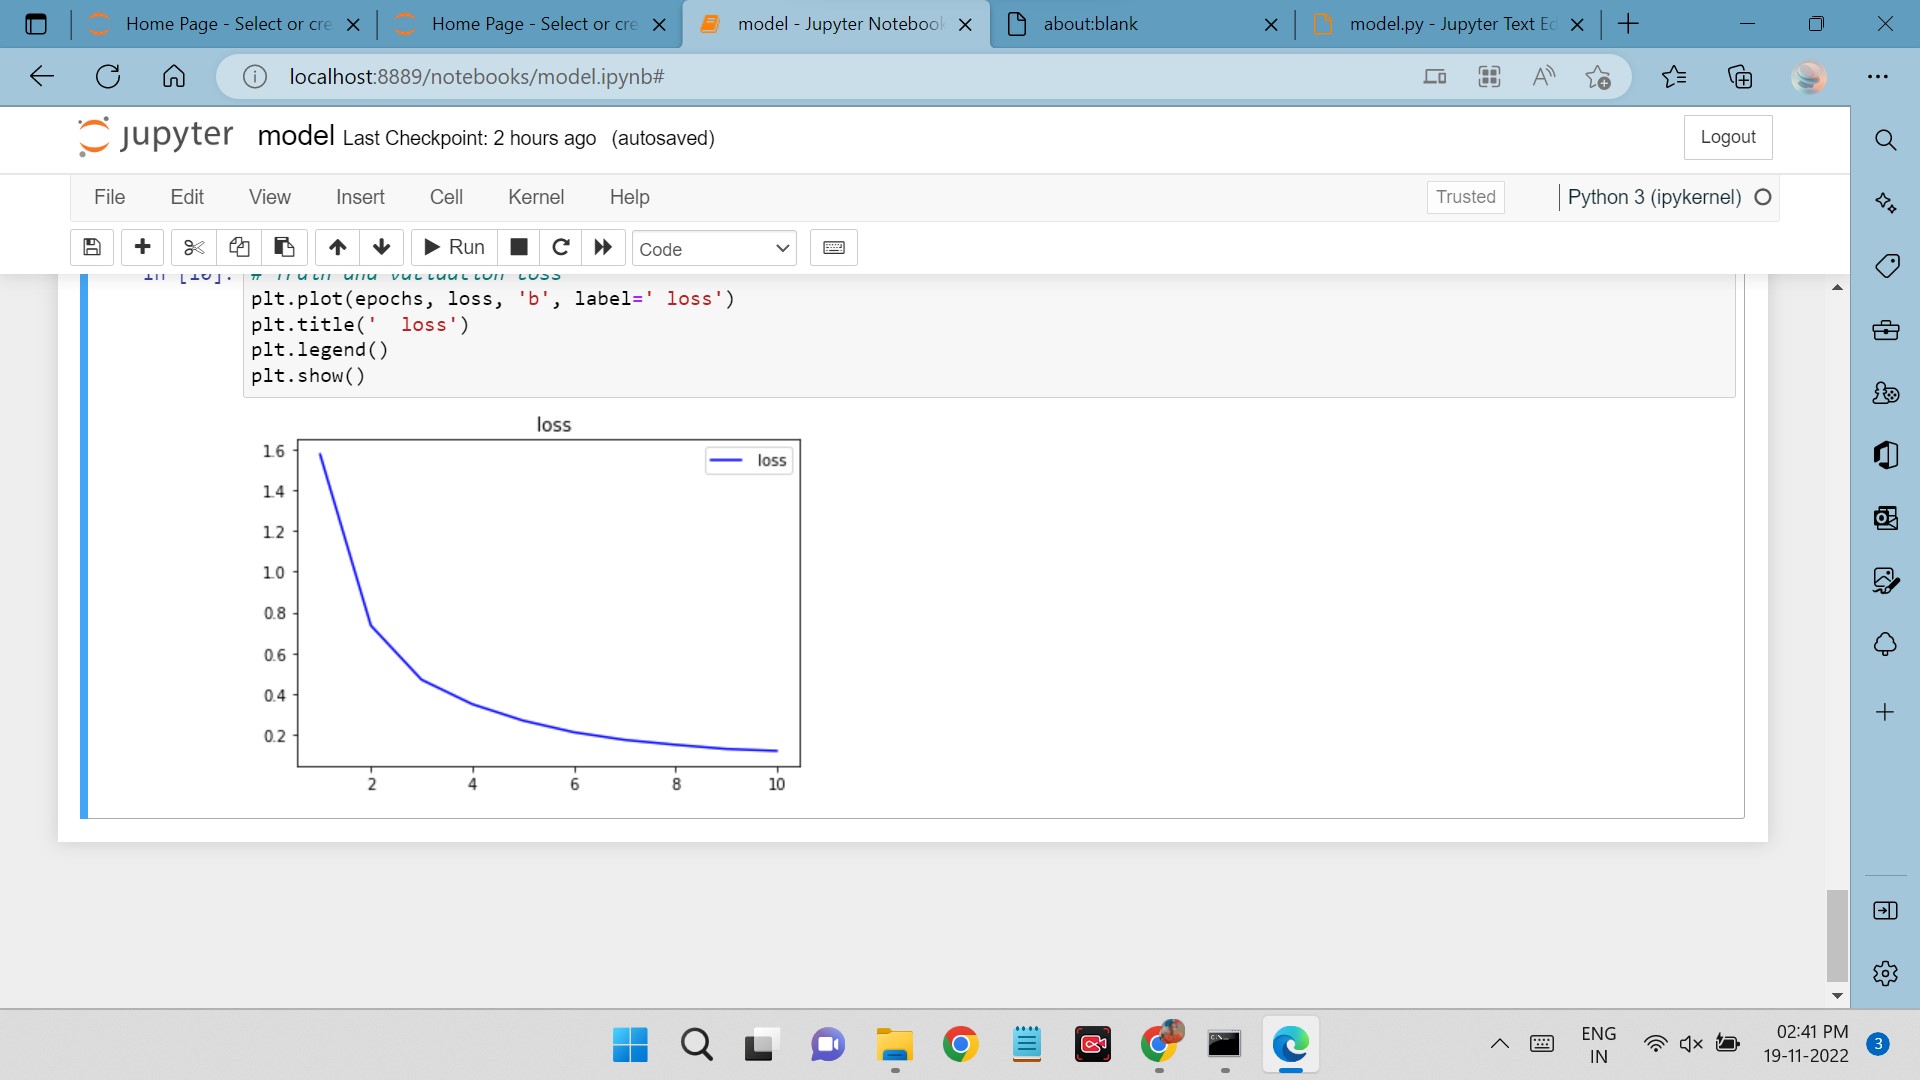 Home Page - Select or cre
Home Page - Select or cre
model - Jupyter Notebook
about:blank
model.py - Jupyter Text Ed
localhost:8889/notebooks/model.ipynb#
jupyter model Last Checkpoint: 2 hours ago (autosaved)
Logout
File Edit View Insert Cell Kernel Help
Trusted
Python 3 (ipykernel)
Run
Code
In [10]: # Train and valuation loss
plt.plot(epochs, loss, 'b', label=' loss')
plt.title('  loss')
plt.legend()
plt.show()
loss
loss
1.6
1.4
1.2
1.0
0.8
0.6
0.4
0.2
2 4 6 8 10
ENG
IN
02:41 PM
19-11-2022
3